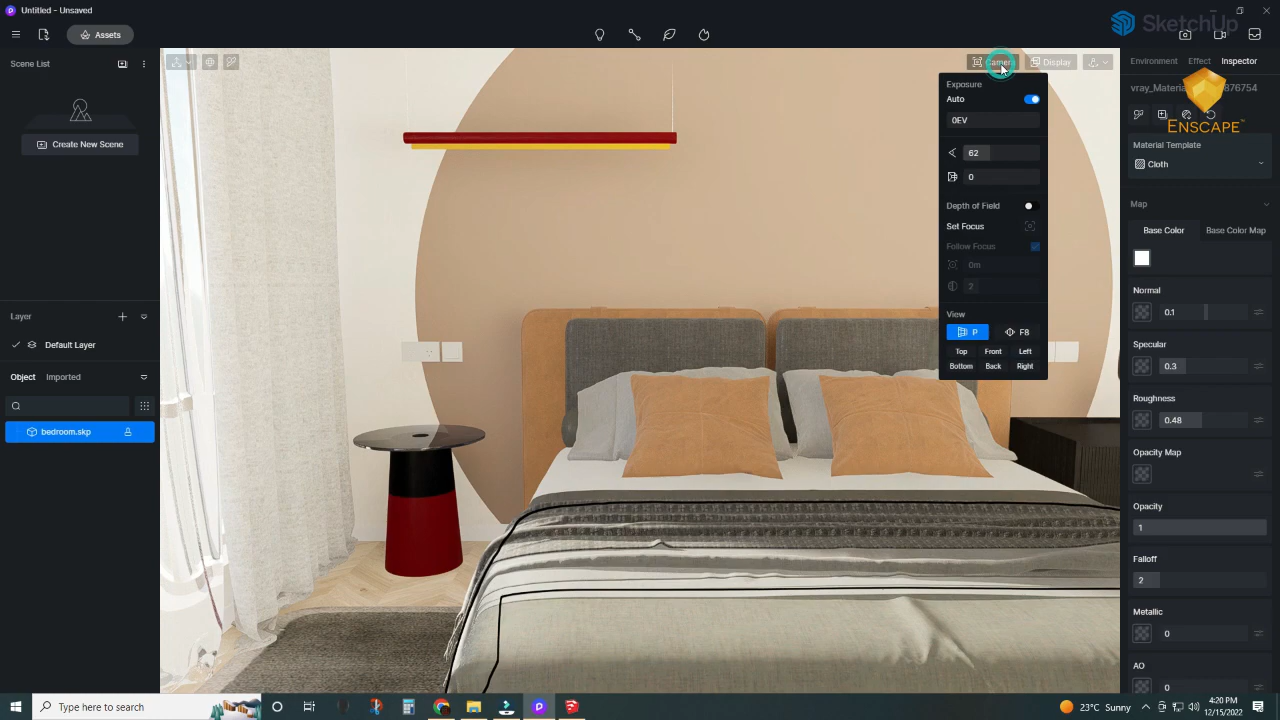 Untitled - Unsaved
Assets
SketchUp
Scene List
Camera
Display
Environment
Effect
Inspector
Exposure
vray_Materia
876754
Auto
ENSCAPE™
0EV
Create New Scene
Material Template
62
Cloth
0
Depth of Field
Map
Set Focus
Base Color
Base Color Map
Follow Focus
0m
2
Normal
Layer
0.1
View
P
F8
Default Layer
Specular
Top
Front
Left
0.3
Bottom
Back
Right
Object
Imported
Roughness
0.48
bedroom.skp
Opacity Map
Opacity
1
Falloff
2
Metallic
0
AO
0
Type here to search
23°C Sunny
4:20 PM
12/15/2022